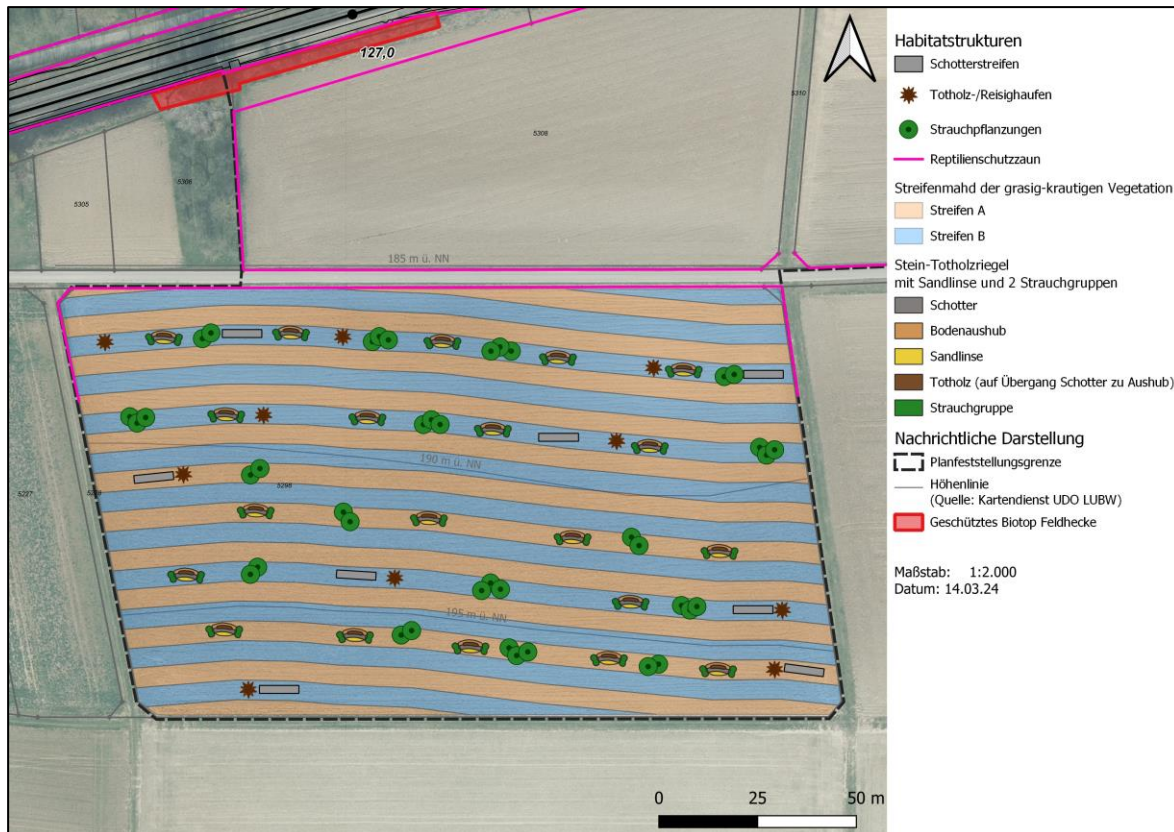 127,0
5310
5308
5306
5305
185 m ü. NN
190 m ü. NN
5298
5227
195 m ü. NN
0 25 50 m
Habitatstrukturen
Schotterstreifen
Totholz-/Reisighaufen
Strauchpflanzungen
Reptilienschutzzaun
Streifenmahd der grasig-krautigen Vegetation
Streifen A
Streifen B
Stein-Totholzriegel
mit Sandlinse und 2 Strauchgruppen
Schotter
Bodenaushub
Sandlinse
Totholz (auf Übergang Schotter zu Aushub)
Strauchgruppe
Nachrichtliche Darstellung
Planfeststellungsgrenze
Höhenlinie
(Quelle: Kartendienst UDO LUBW)
Geschütztes Biotop Feldhecke
Maßstab: 1:2.000
Datum: 14.03.24